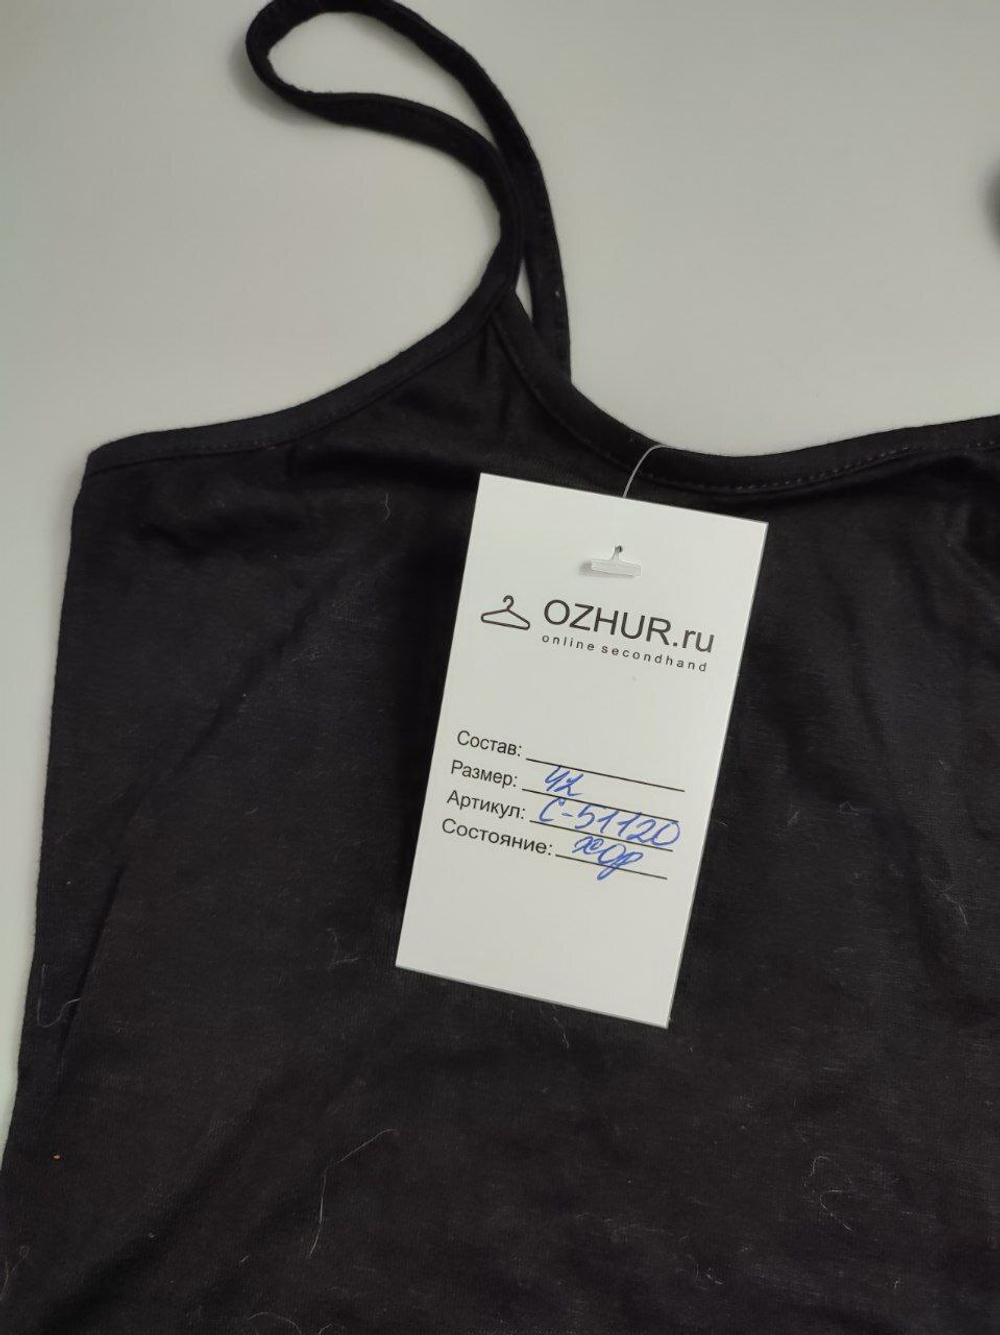 OZHUR.ru
online secondhand
Состав:
Размер: 42
Артикул: С-51120
Состояние: хор